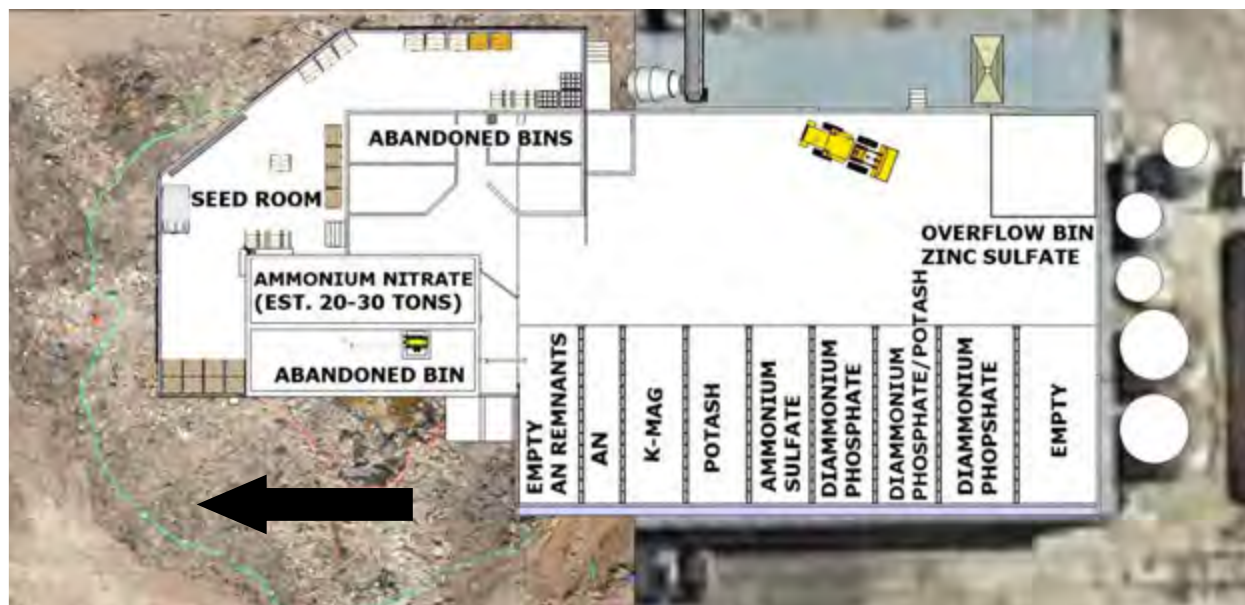 ABANDONED BINS
SEED ROOM
AMMONIUM NITRATE
(EST. 20-30 TONS)
ABANDONED BIN
OVERFLOW BIN
ZINC SULFATE
EMPTY
AN REMNANTS
AN
K-MAG
POTASH
AMMONIUM
SULFATE
DIAMMONIUM
PHOSPHATE
DIAMMONIUM
PHOSPHATE/POTASH
DIAMMONIUM
PHOPSHATE
EMPTY